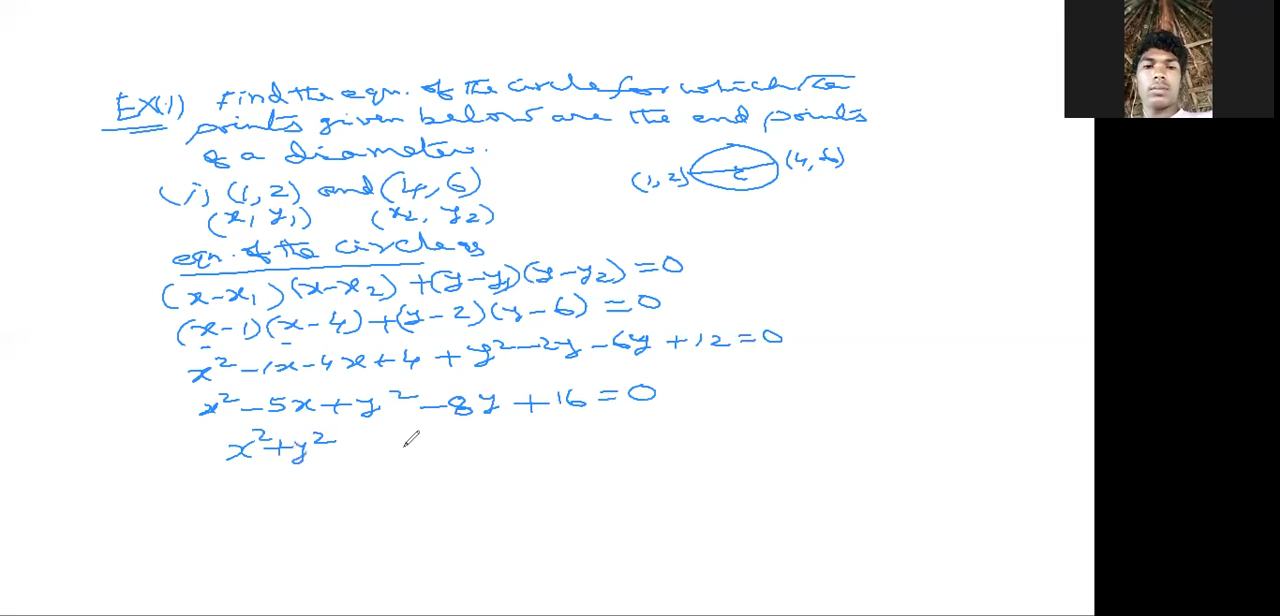 EX(1) Find the eqn. of the circle for which the
points given below are the end points
of a diameter.
(1, 2) (4, 6)
c
(i) (1, 2) and (4, 6)
(x1 y1) (x2, y2)
eqn. of the circle is
(x-x1) (x-x2) + (y-y1) (y-y2) = 0
(x-1) (x-4) + (y-2) (y-6) = 0
x² - 1x - 4x + 4 + y² - 2y - 6y + 12 = 0
x² - 5x + y² - 8y + 16 = 0
x² + y²